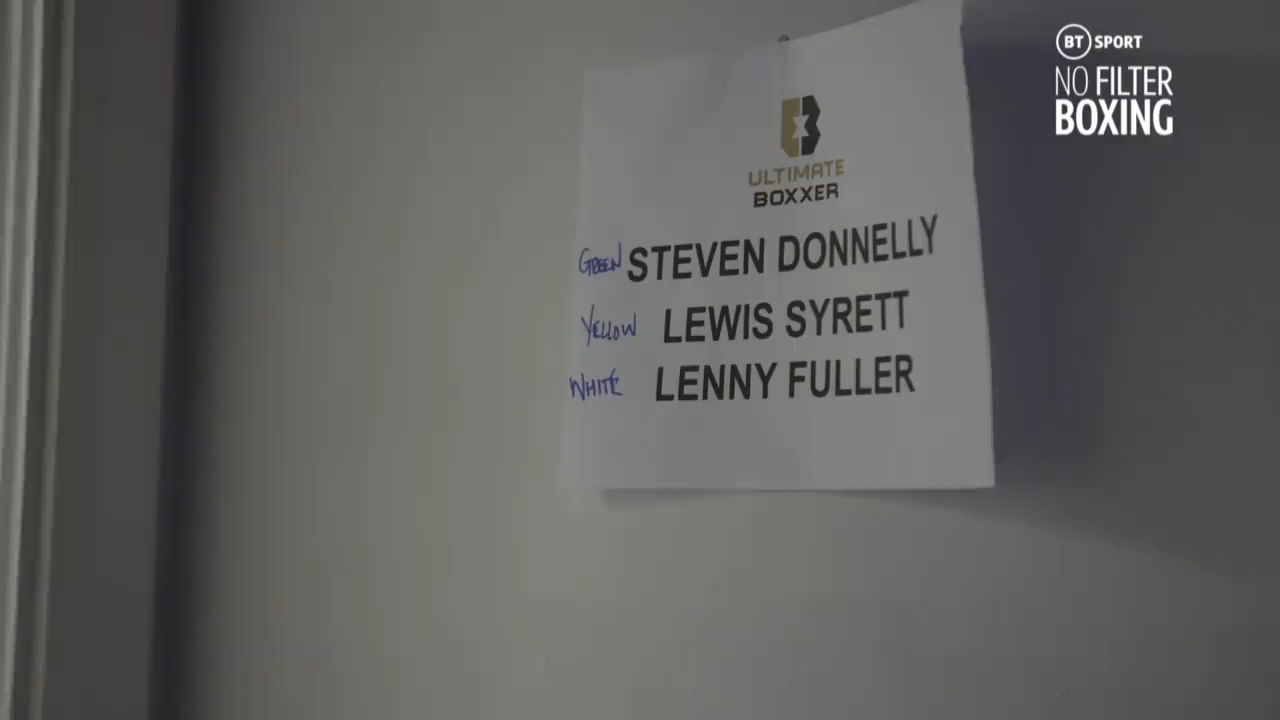 BT SPORT
NO FILTER
BOXING
ULTIMATE
BOXXER
GREEN STEVEN DONNELLY
YELLOW LEWIS SYRETT
WHITE LENNY FULLER